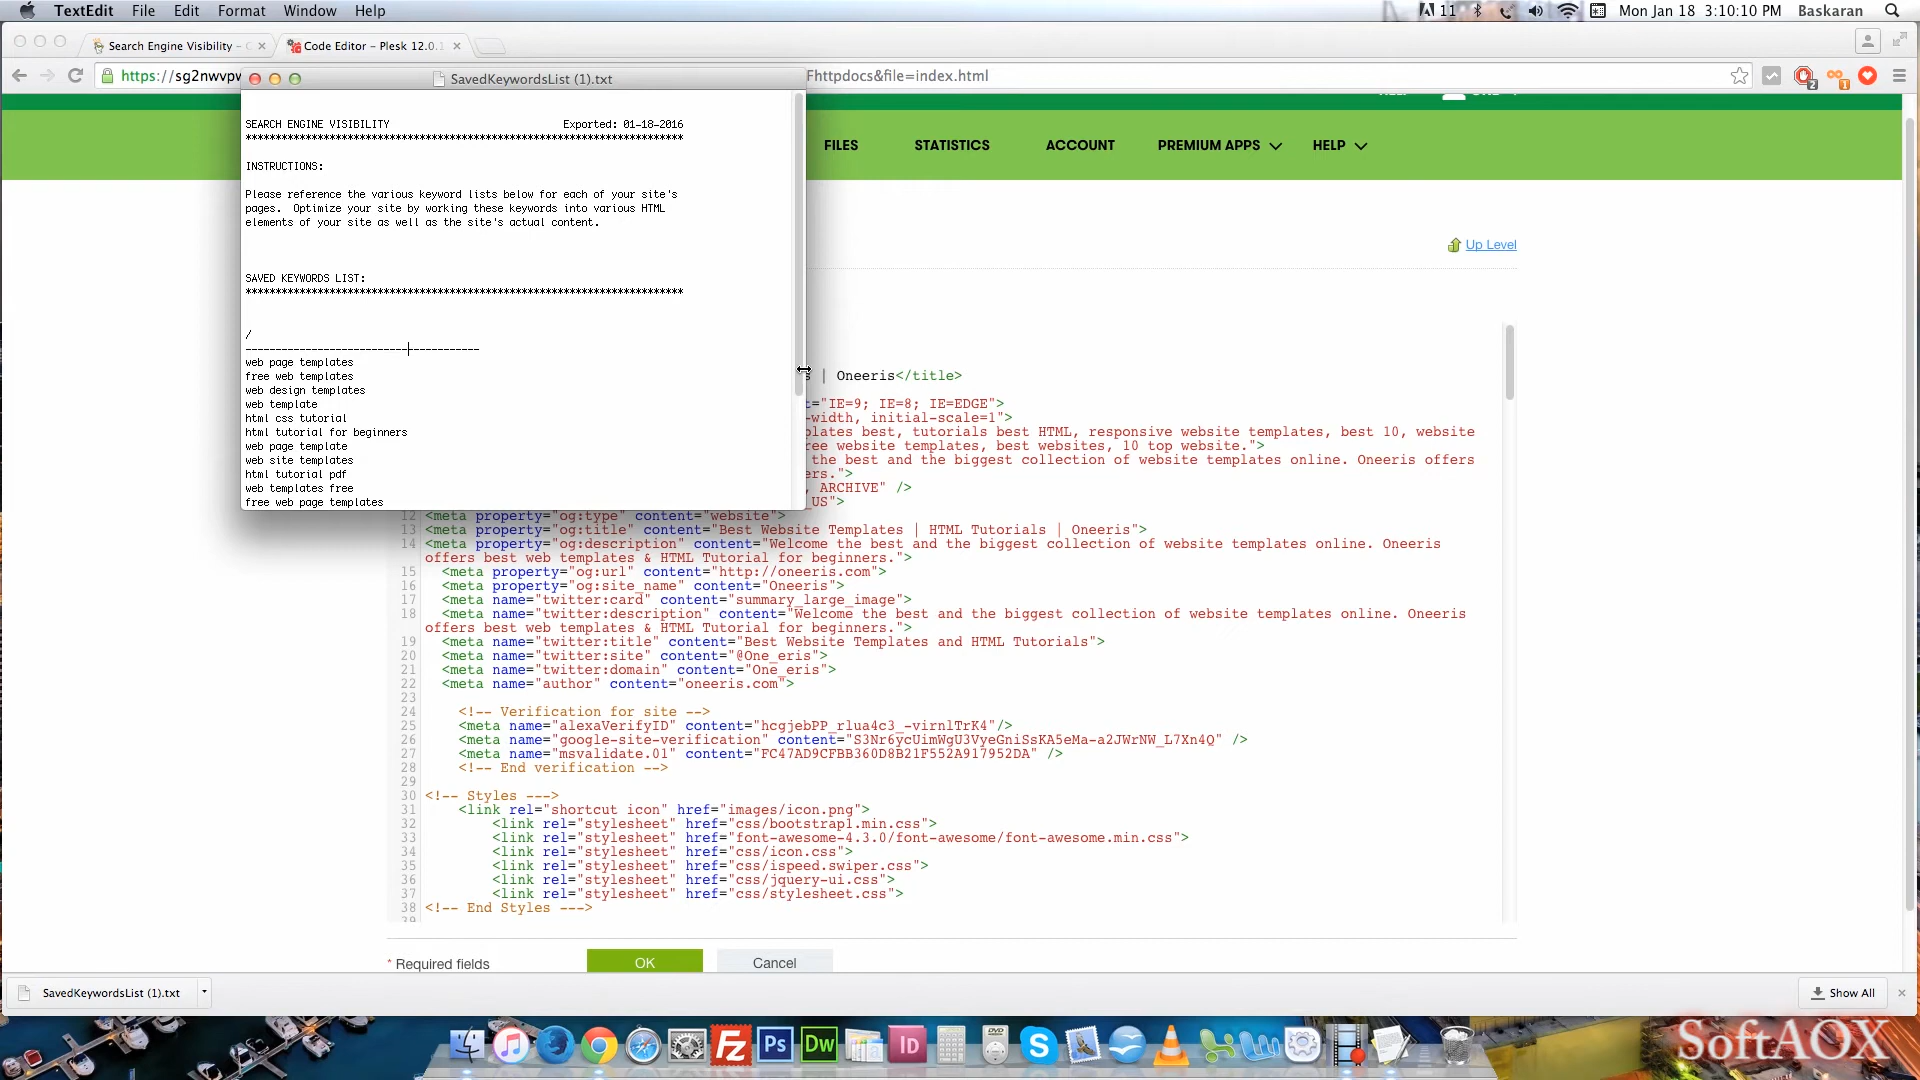 TextEdit File Edit Format Window Help
11 Mon Jan 18 3:10:10 PM Baskaran
Search Engine Visibility –
Code Editor – Plesk 12.0.
https://sg2nwvpv
Fhttpdocs&file=index.html
2
1
SavedKeywordsList (1).txt
FILES STATISTICS ACCOUNT PREMIUM APPS HELP
Up Level
SEARCH ENGINE VISIBILITY Exported: 01-18-2016
*************************************************************************
INSTRUCTIONS:
Please reference the various keyword lists below for each of your site's
pages. Optimize your site by working these keywords into various HTML
elements of your site as well as the site's actual content.
SAVED KEYWORDS LIST:
*************************************************************************
/
---------------------------------------
web page templates
free web templates
web design templates
web template
html css tutorial
html tutorial for beginners
web page template
web site templates
html tutorial pdf
web templates free
free web page templates
s | Oneeris</title>
t="IE=9; IE=8; IE=EDGE">
-width, initial-scale=1">
plates best, tutorials best HTML, responsive website templates, best 10, website
ree website templates, best websites, 10 top website.">
the best and the biggest collection of website templates online. Oneeris offers
ers.">
, ARCHIVE" />
US">
12 <meta property="og:type" content="website">
13 <meta property="og:title" content="Best Website Templates | HTML Tutorials | Oneeris">
14 <meta property="og:description" content="Welcome the best and the biggest collection of website templates online. Oneeris
offers best web templates & HTML Tutorial for beginners.">
15 <meta property="og:url" content="http://oneeris.com">
16 <meta property="og:site_name" content="Oneeris">
17 <meta name="twitter:card" content="summary_large_image">
18 <meta name="twitter:description" content="Welcome the best and the biggest collection of website templates online. Oneeris
offers best web templates & HTML Tutorial for beginners.">
19 <meta name="twitter:title" content="Best Website Templates and HTML Tutorials">
20 <meta name="twitter:site" content="@One_eris">
21 <meta name="twitter:domain" content="One_eris">
22 <meta name="author" content="oneeris.com">
23
24 <!-- Verification for site -->
25 <meta name="alexaVerifyID" content="hcgjebPP_rlua4c3_-virnlTrK4"/>
26 <meta name="google-site-verification" content="S3Nr6ycUimWgU3VyeGniSsKA5eMa-a2JWrNW_L7Xn4Q" />
27 <meta name="msvalidate.01" content="FC47AD9CFBB360D8B21F552A917952DA" />
28 <!-- End verification -->
29
30 <!-- Styles --->
31 <link rel="shortcut icon" href="images/icon.png">
32 <link rel="stylesheet" href="css/bootstrap1.min.css">
33 <link rel="stylesheet" href="font-awesome-4.3.0/font-awesome.min.css">
34 <link rel="stylesheet" href="css/icon.css">
35 <link rel="stylesheet" href="css/ispeed.swiper.css">
36 <link rel="stylesheet" href="css/jquery-ui.css">
37 <link rel="stylesheet" href="css/stylesheet.css">
38 <!-- End Styles --->
39
* Required fields OK Cancel
SavedKeywordsList (1).txt Show All
Fz Ps Dw ID
SoftAOX